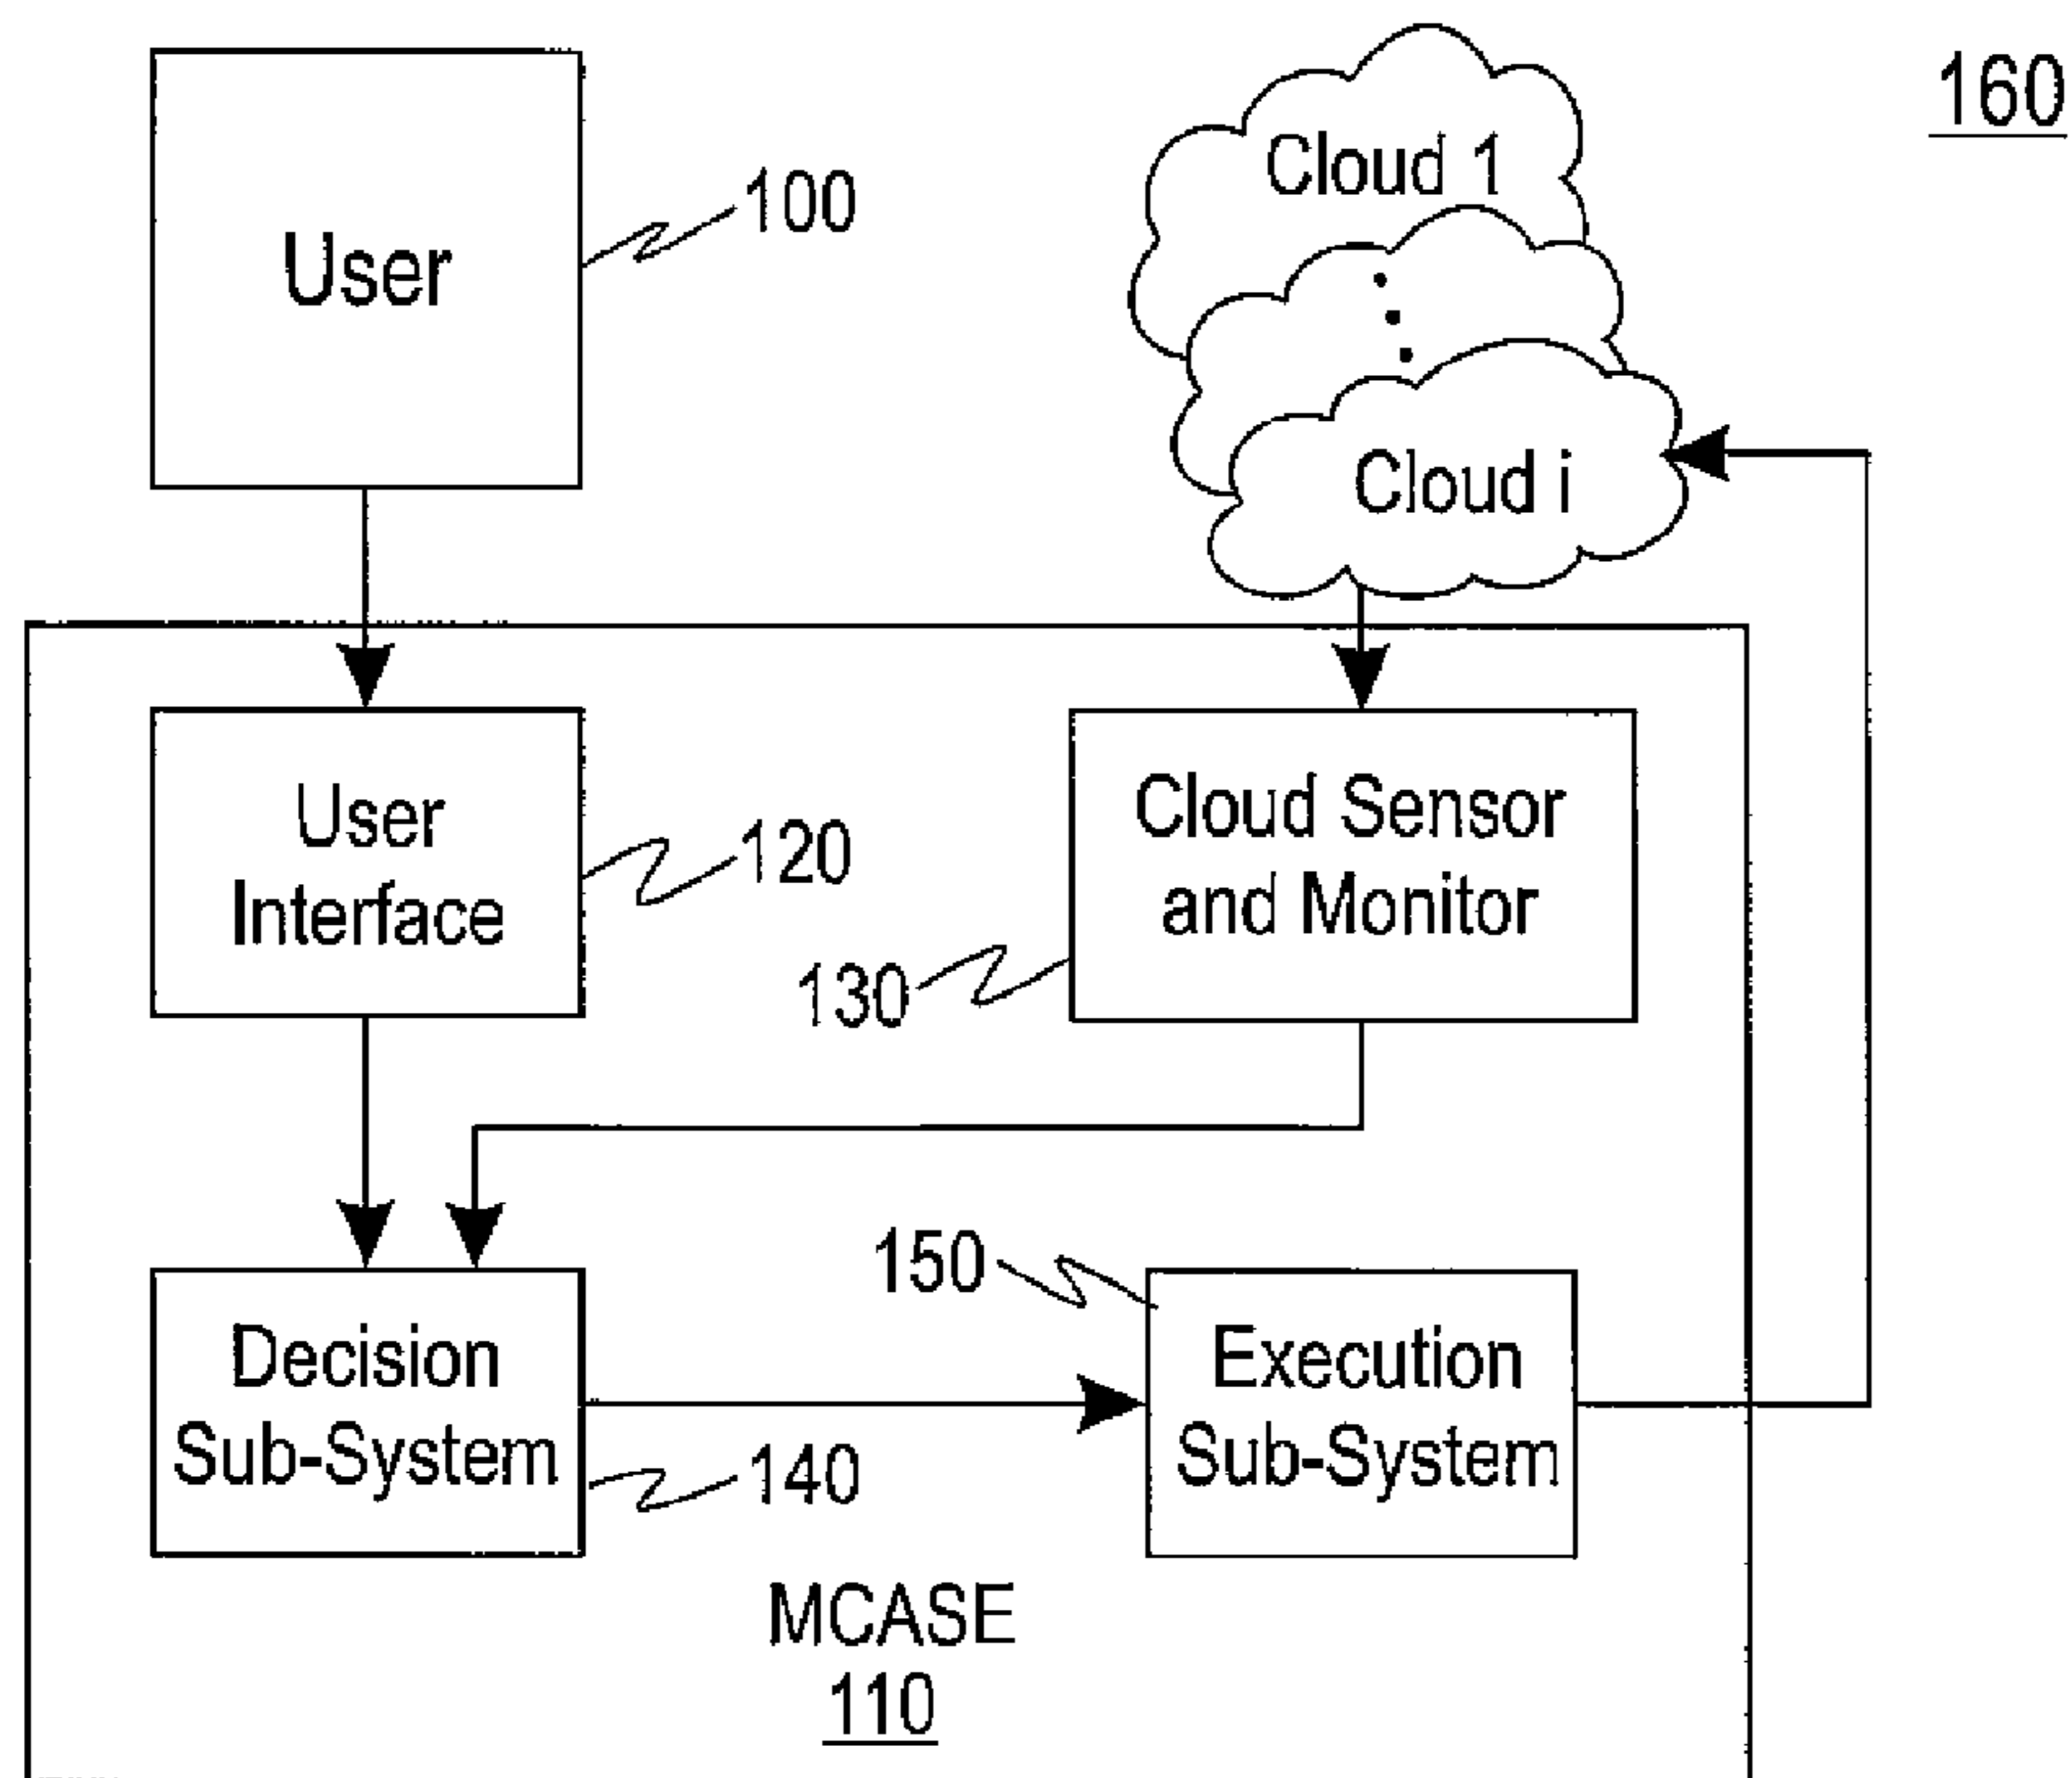 160
User
100
Cloud 1
Cloud i
User
Interface
120
Cloud Sensor
and Monitor
130
Decision
Sub-System
140
150
Execution
Sub-System
MCASE
110